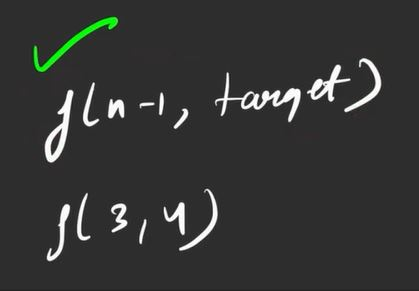 f(n-1, target)
f(3,4)